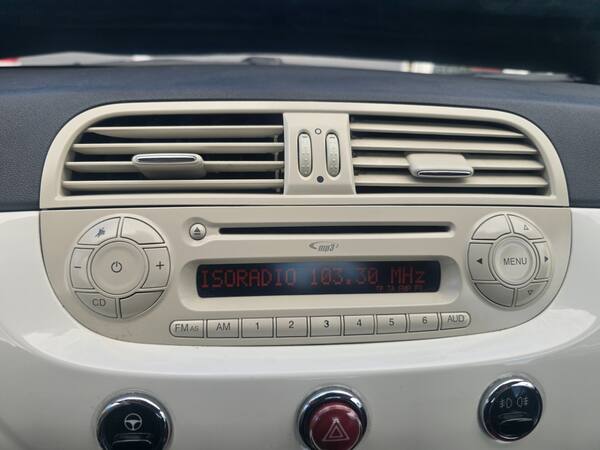 mp3
ISORADIO 103.30 MHz
CD
MENU
FM AS AM 1 2 3 4 5 6 AUD